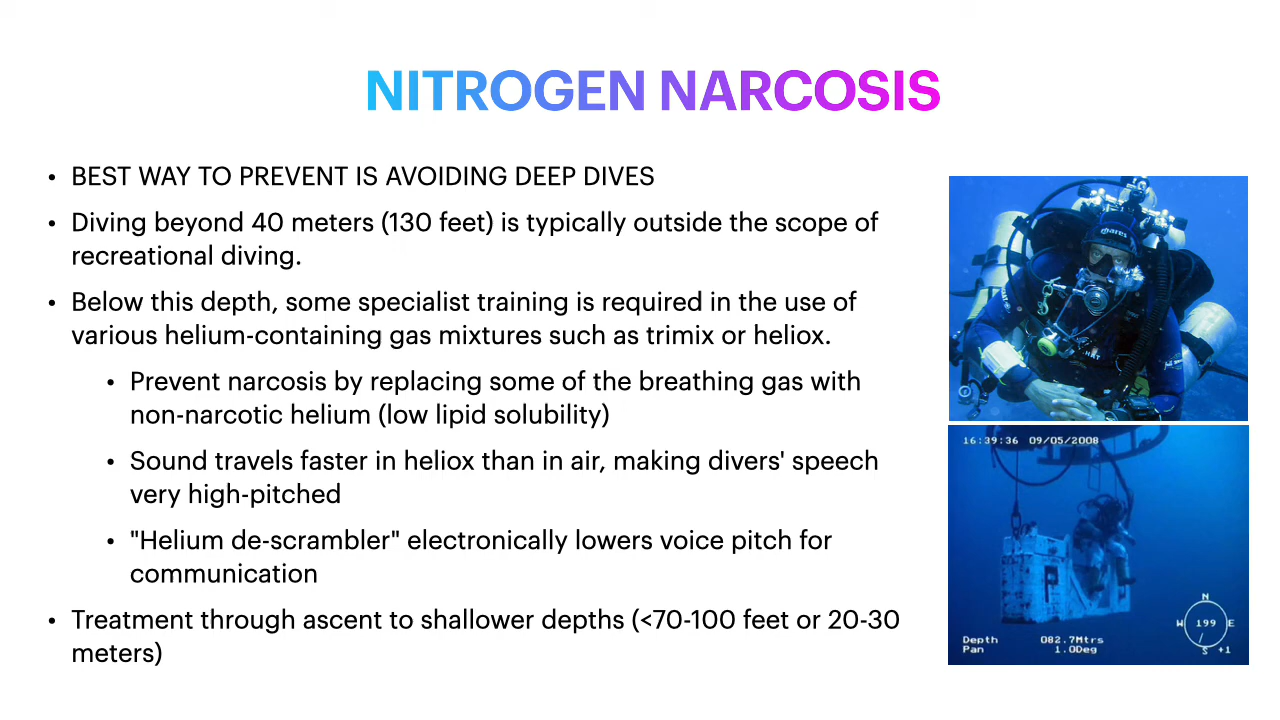 NITROGEN NARCOSIS
• BEST WAY TO PREVENT IS AVOIDING DEEP DIVES
• Diving beyond 40 meters (130 feet) is typically outside the scope of
recreational diving.
• Below this depth, some specialist training is required in the use of
various helium-containing gas mixtures such as trimix or heliox.
• Prevent narcosis by replacing some of the breathing gas with
non-narcotic helium (low lipid solubility)
• Sound travels faster in heliox than in air, making divers' speech
very high-pitched
• "Helium de-scrambler" electronically lowers voice pitch for
communication
• Treatment through ascent to shallower depths (<70-100 feet or 20-30
meters)
mares
16:39:36 09/05/2008
P
N
W 199 E
S +1
Depth 082.7Mtrs
Pan 1.0Deg